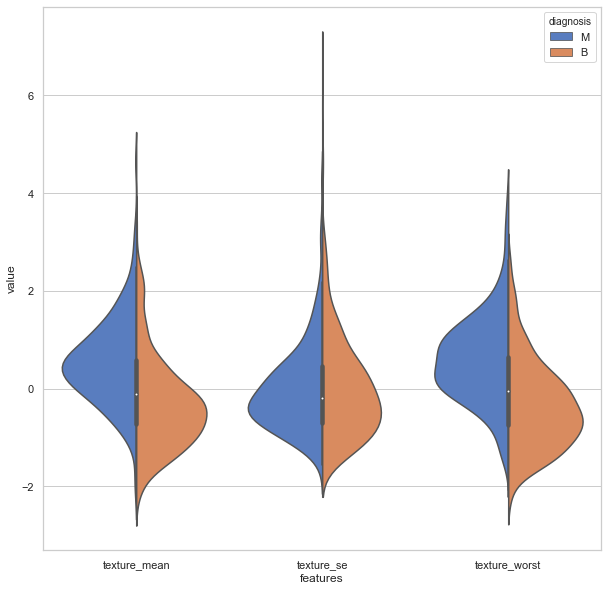 diagnosis
M
B
6
4
2
0
−2
value
texture_mean texture_se texture_worst
features